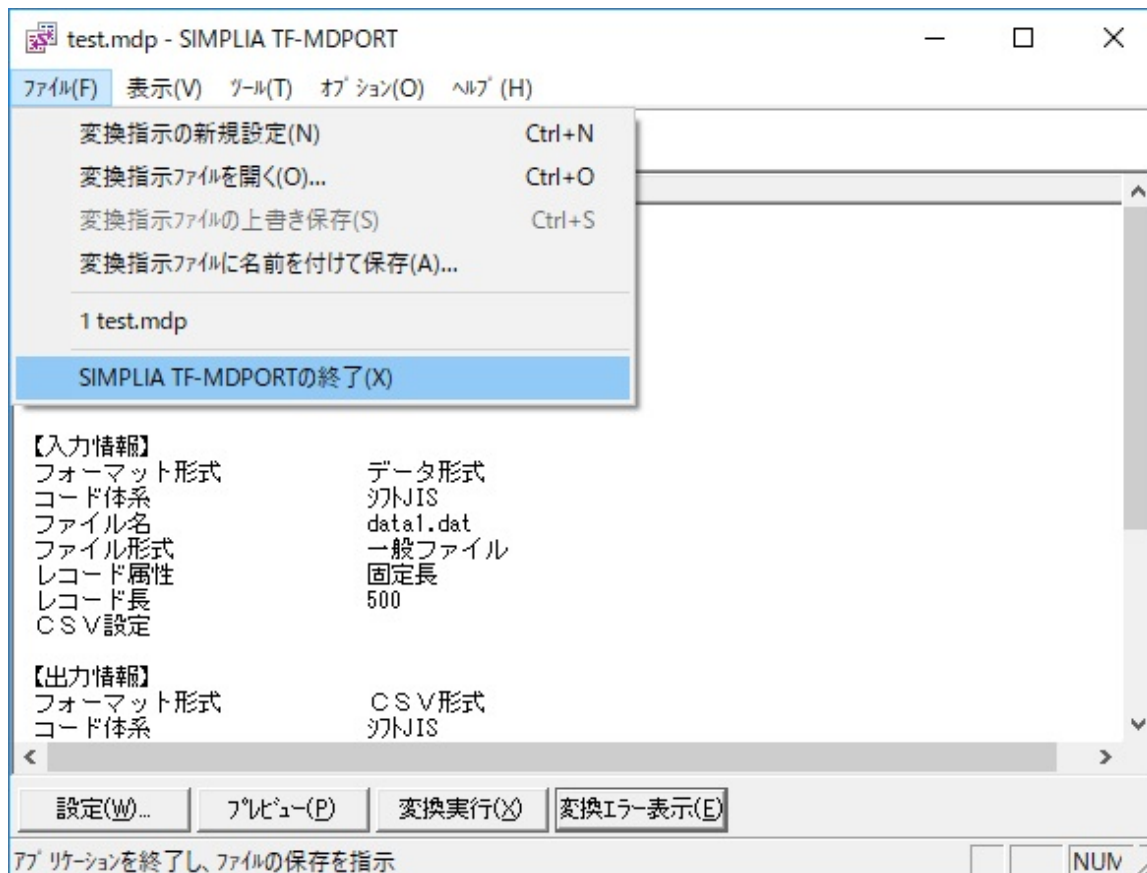 test.mdp - SIMPLIA TF-MDPORT
ﾌｧｲﾙ(F) 表示(V) ﾂｰﾙ(T) ｵﾌﾟｼｮﾝ(O) ﾍﾙﾌﾟ(H)
変換指示の新規設定(N) Ctrl+N
変換指示ﾌｧｲﾙを開く(O)... Ctrl+O
変換指示ﾌｧｲﾙの上書き保存(S) Ctrl+S
変換指示ﾌｧｲﾙに名前を付けて保存(A)...
1 test.mdp
SIMPLIA TF-MDPORTの終了(X)
【入力情報】
フォーマット形式 データ形式
コード体系 ｼﾌﾄJIS
ファイル名 data1.dat
ファイル形式 一般ファイル
レコード属性 固定長
レコード長 500
ＣＳＶ設定
【出力情報】
フォーマット形式 ＣＳＶ形式
コード体系 ｼﾌﾄJIS
設定(W)... ﾌﾟﾚﾋﾞｭｰ(P) 変換実行(X) 変換ｴﾗｰ表示(E)
ｱﾌﾟﾘｹｰｼｮﾝを終了し､ﾌｧｲﾙの保存を指示 NUM